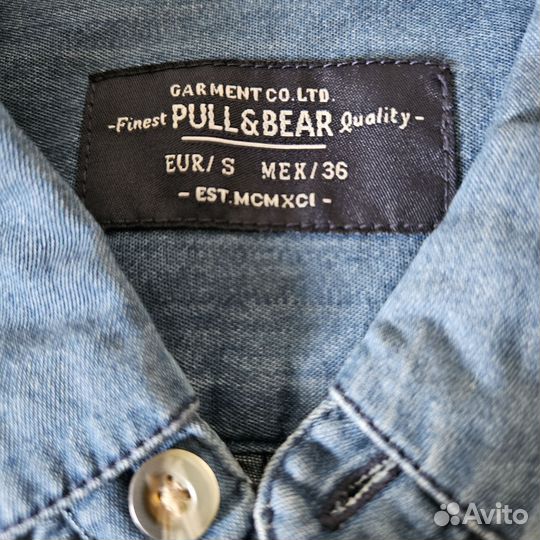 GARMENT CO. LTD.
-Finest PULL&BEAR Quality-
EUR/ S MEX/36
- EST. MCMXCI -
Avito